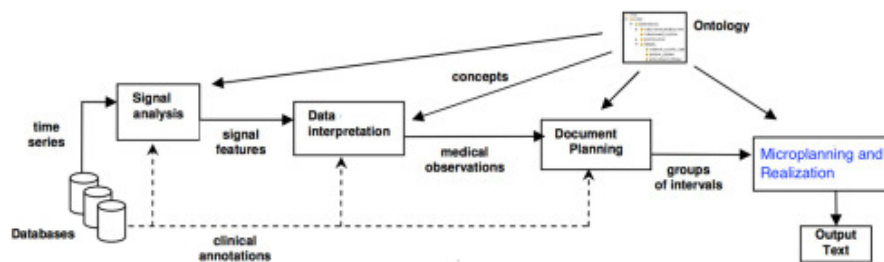 Ontology
concepts
Signal
analysis
Data
interpretation
time
series
signal
features
Document
Planning
medical
observations
Microplanning and
Realization
groups
of intervals
Databases
clinical
annotations
Output
Text